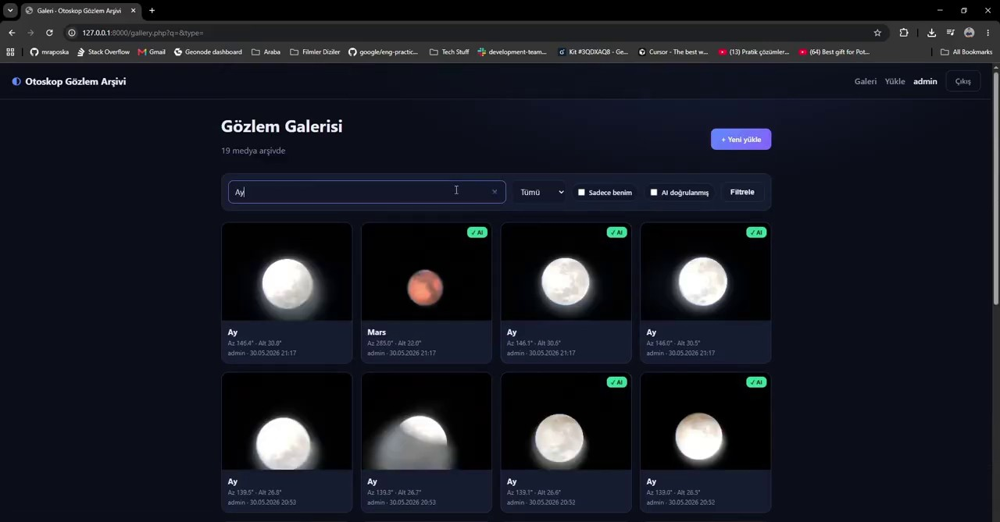 Galeri · Otoskop Gözlem Arşivi
127.0.0.1:8000/gallery.php?q=&type=
mraposka
Stack Overflow
Gmail
Geonode dashboard
Araba
Filmler Diziler
google/eng-practic...
Tech Stuff
development-team...
Kit #3QDXAQ8 - Ge...
Cursor - The best w...
(13) Pratik çözümler...
(64) Best gift for Pot...
All Bookmarks
Otoskop Gözlem Arşivi
Galeri
Yükle
admin
Çıkış
Gözlem Galerisi
19 medya arşivde
+ Yeni yükle
Ay
Tümü
Sadece benim
AI doğrulanmış
Filtrele
Ay
Az 146.4° · Alt 30.8°
admin · 30.05.2026 21:17
✓ AI
Mars
Az 285.0° · Alt 22.0°
admin · 30.05.2026 21:17
✓ AI
Ay
Az 146.1° · Alt 30.6°
admin · 30.05.2026 21:17
✓ AI
Ay
Az 146.0° · Alt 30.5°
admin · 30.05.2026 21:17
Ay
Az 139.5° · Alt 26.8°
admin · 30.05.2026 20:53
Ay
Az 139.3° · Alt 26.7°
admin · 30.05.2026 20:53
✓ AI
Ay
Az 139.1° · Alt 26.6°
admin · 30.05.2026 20:52
✓ AI
Ay
Az 139.0° · Alt 26.5°
admin · 30.05.2026 20:52